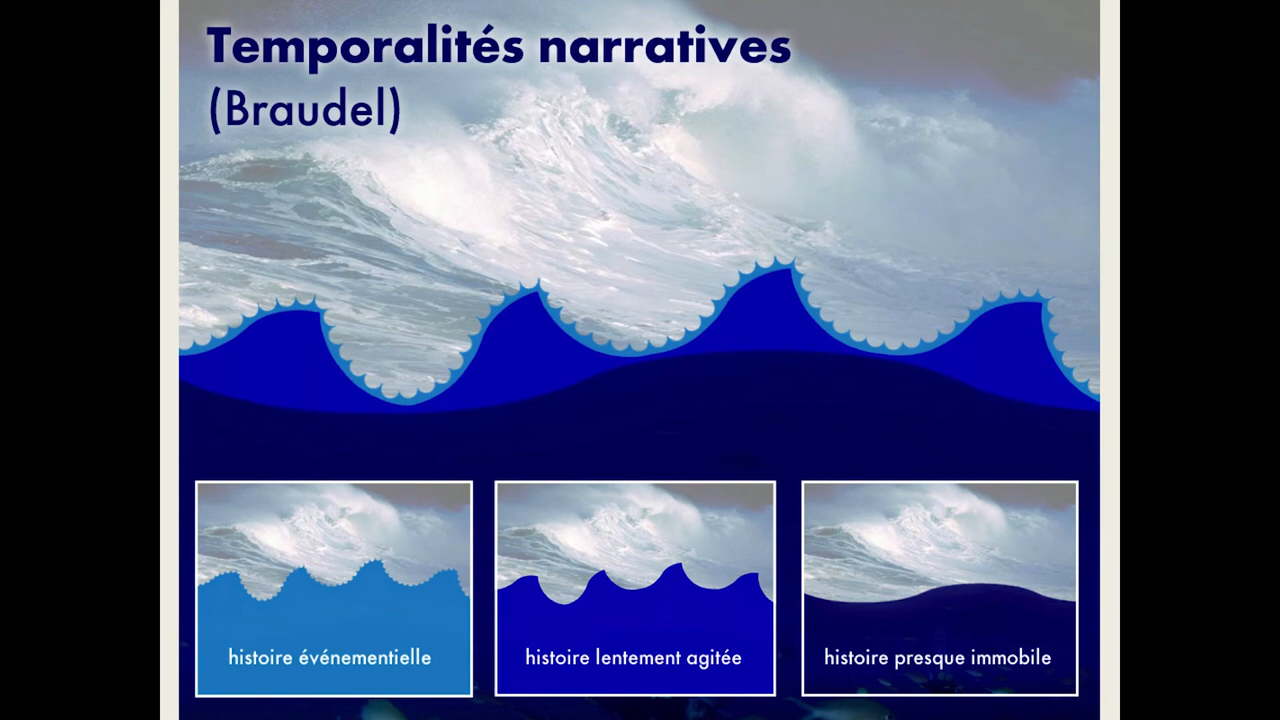 Temporalités narratives
(Braudel)
histoire événementielle
histoire lentement agitée
histoire presque immobile